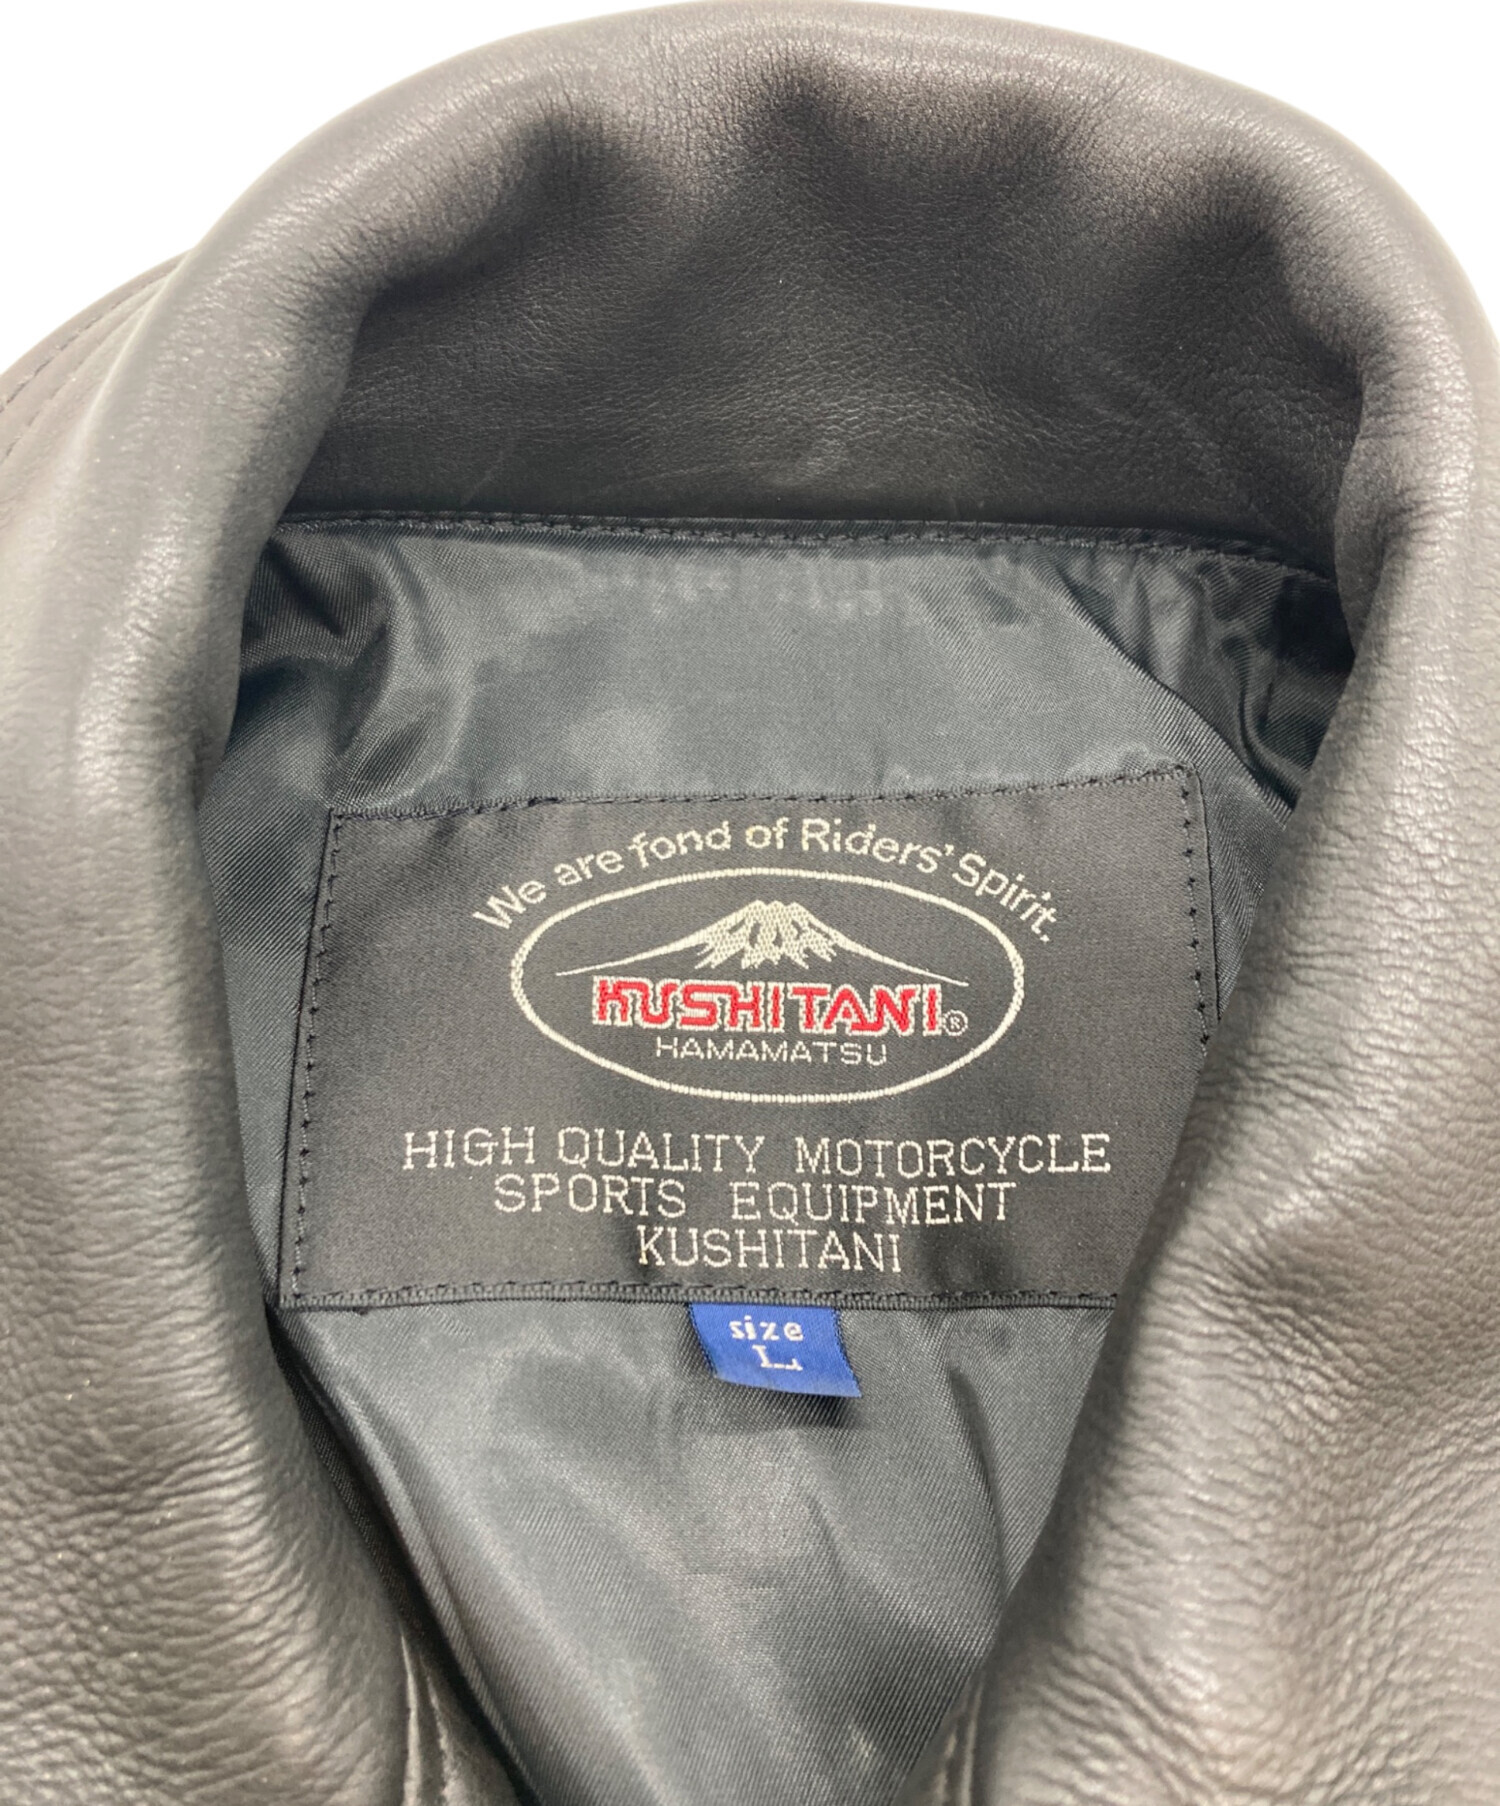 We are fond of Riders' Spirit.
KUSHITANI®
HAMAMATSU
HIGH QUALITY MOTORCYCLE
SPORTS EQUIPMENT
KUSHITANI
size
L